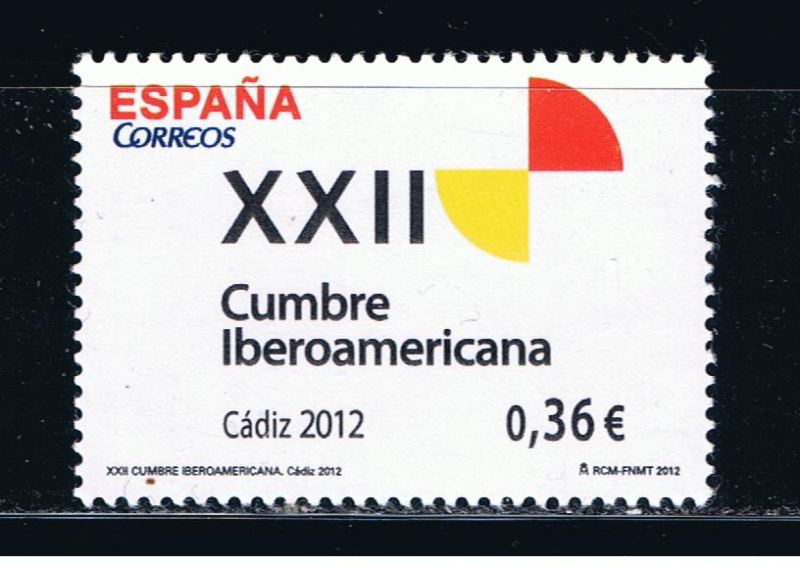 ESPAÑA
CORREOS
XXII
Cumbre
Iberoamericana
Cádiz 2012
0,36 €
XXII CUMBRE IBEROAMERICANA. Cádiz 2012
RCM-FNMT 2012